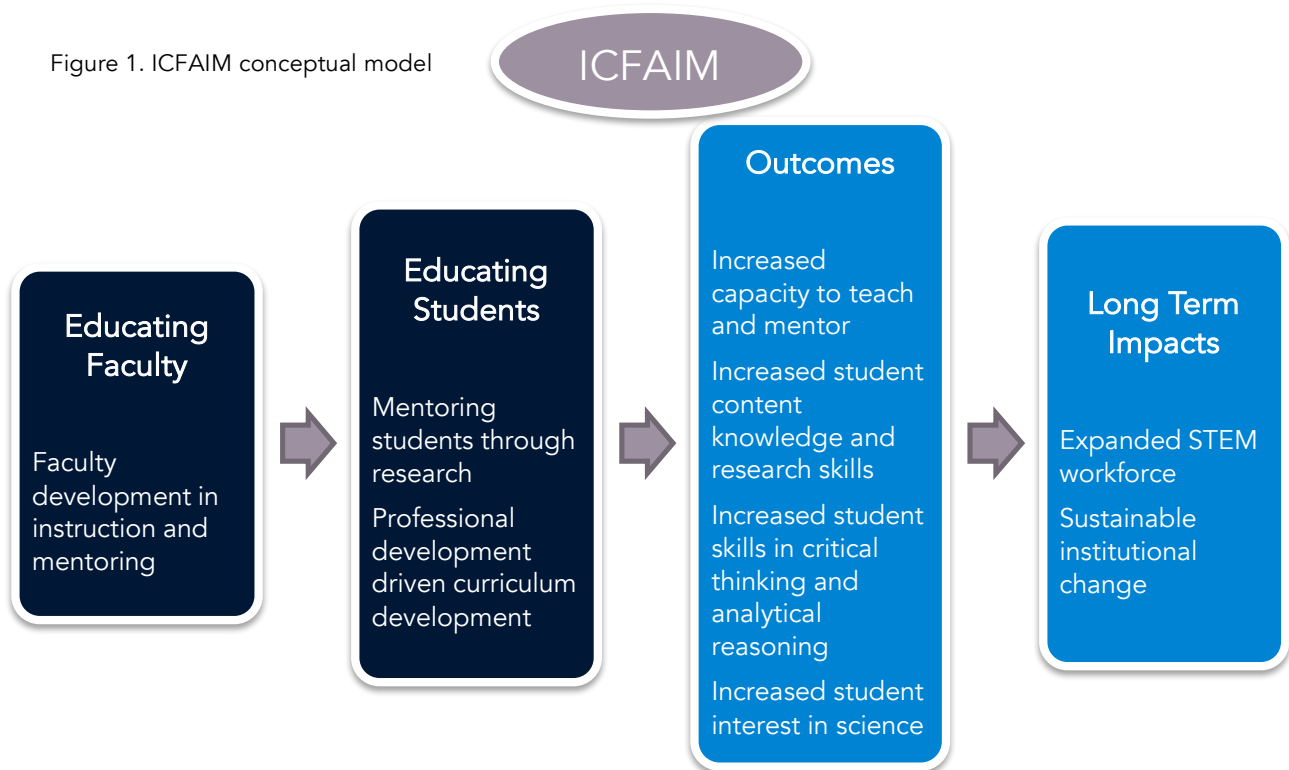 Figure 1. ICFAIM conceptual model
ICFAIM
Educating
Faculty
Faculty
development in
instruction and
mentoring
Educating
Students
Mentoring
students through
research
Professional
development
driven curriculum
development
Outcomes
Increased
capacity to teach
and mentor
Increased student
content
knowledge and
research skills
Increased student
skills in critical
thinking and
analytical
reasoning
Increased student
interest in science
Long Term
Impacts
Expanded STEM
workforce
Sustainable
institutional
change